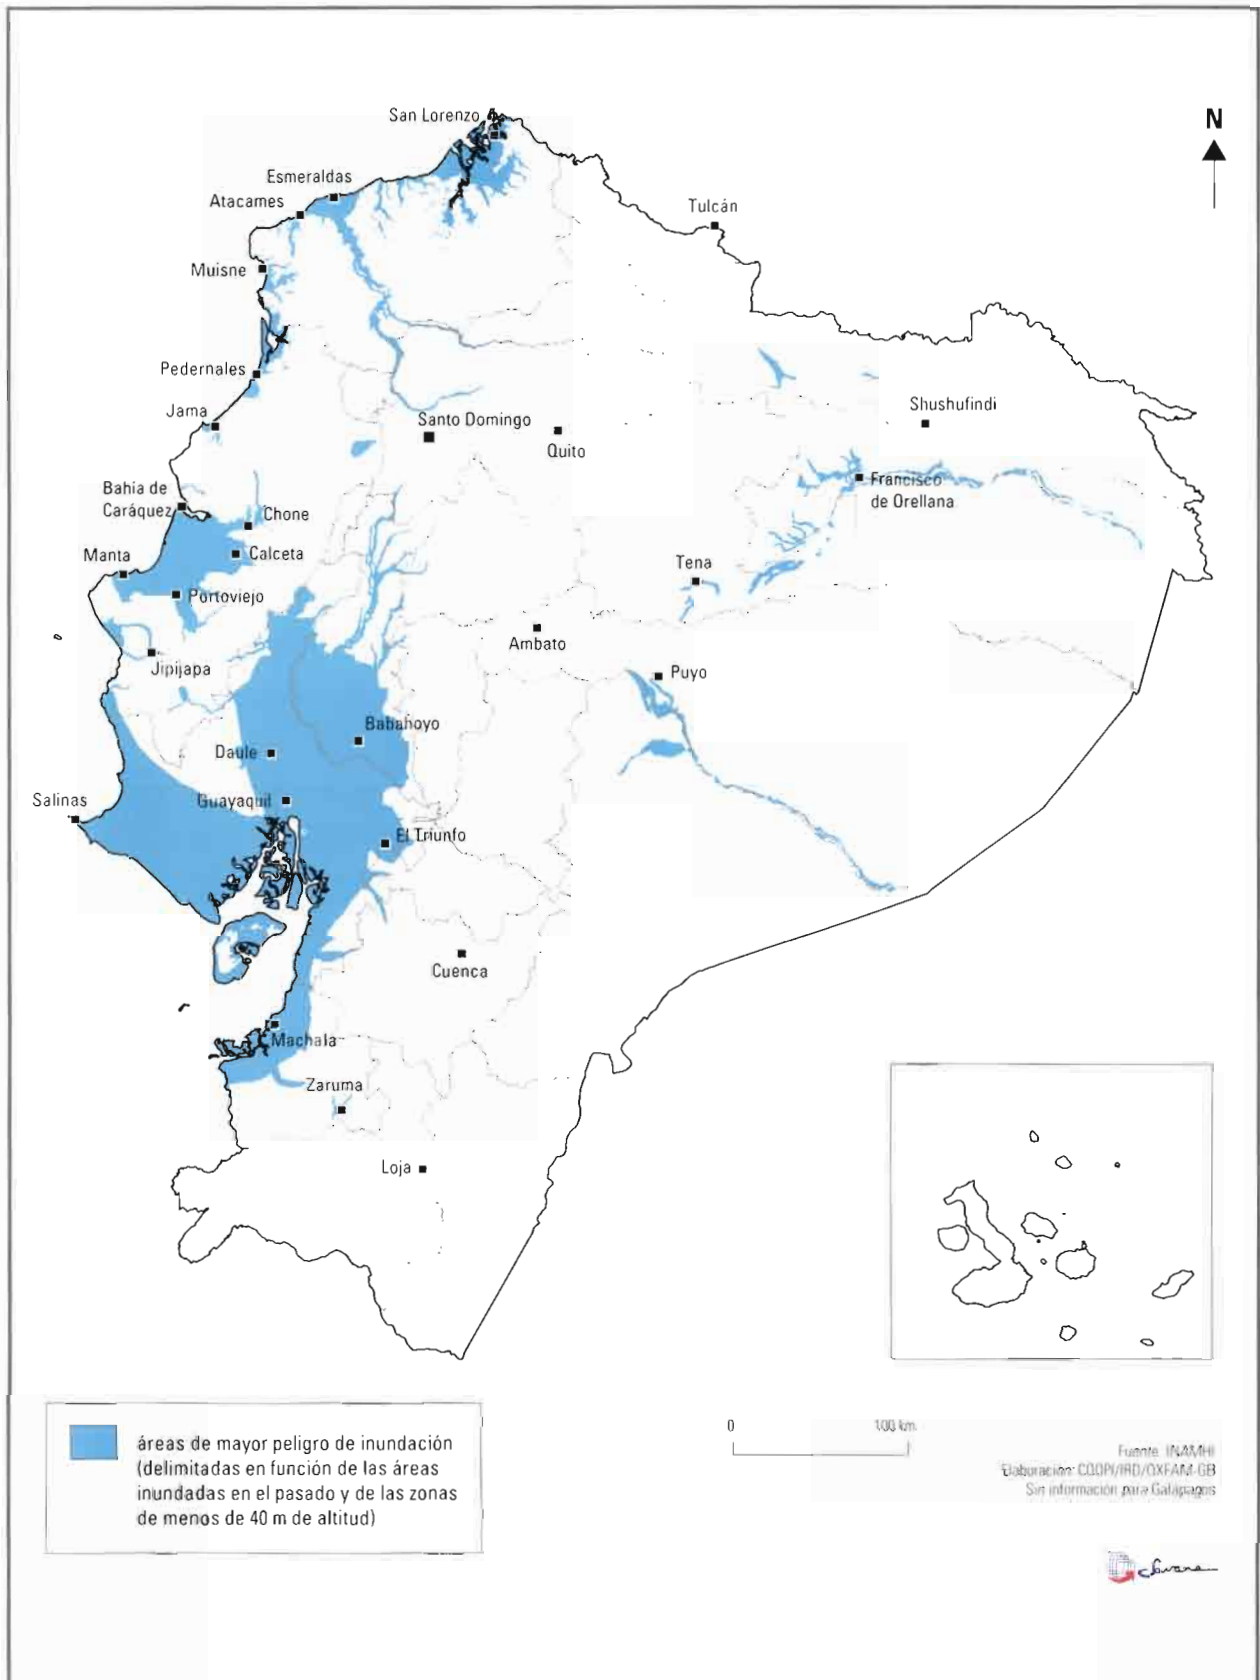 San Lorenzo
N
Esmeraldas
Atacames
Tulcán
Muisne
Pedernales
Jama
Shushufindi
Santo Domingo
Quito
Francisco
de Orellana
Bahía de
Caráquez
Chone
Manta
Calceta
Tena
Portoviejo
Ambato
Jipijapa
Puyo
Babahoyo
Daule
Salinas
Guayaquil
El Triunfo
Cuenca
Machala
Zaruma
Loja
áreas de mayor peligro de inundación
(delimitadas en función de las áreas
inundadas en el pasado y de las zonas
de menos de 40 m de altitud)
0 100 km.
Fuente: INAMHI
Elaboración: COOPI/IRD/OXFAM-GB
Sin información para Galápagos